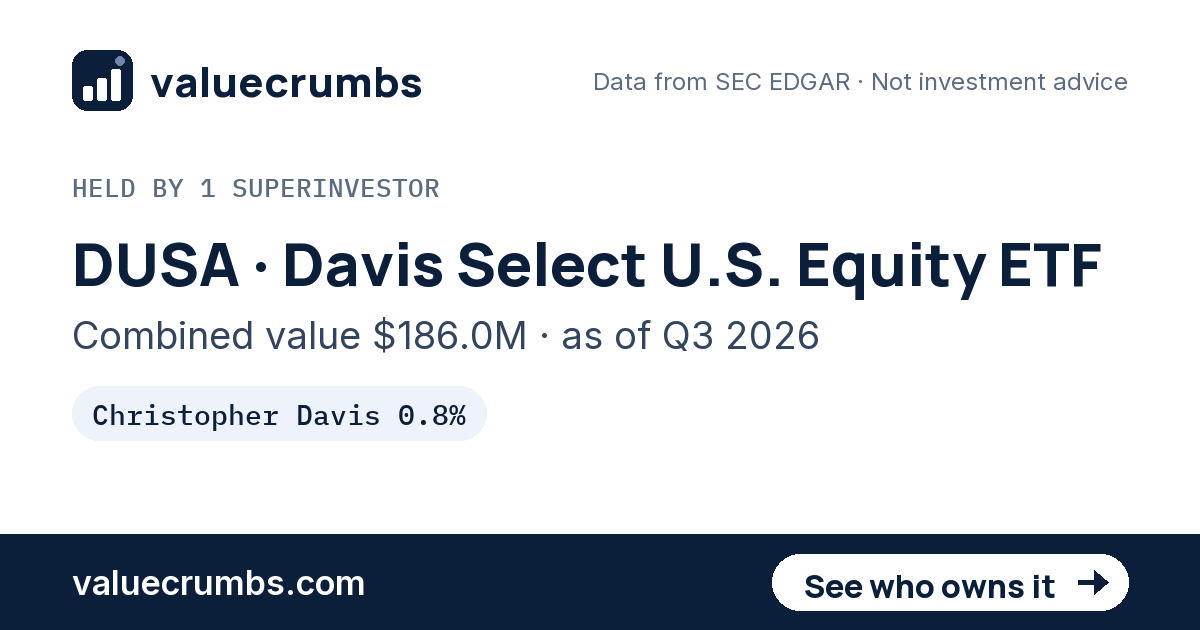 valuecrumbs
Data from SEC EDGAR · Not investment advice
HELD BY 1 SUPERINVESTOR
DUSA · Davis Select U.S. Equity ETF
Combined value $186.0M · as of Q3 2026
Christopher Davis 0.8%
valuecrumbs.com
See who owns it →